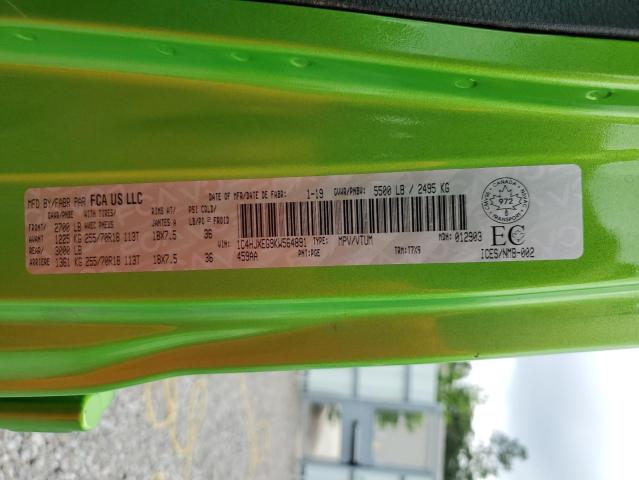 MFD BY/FABR PAR FCA US LLC DATE OF MFR/DATE DE FABR: 1-19 GVWR/PNBV: 5500 LB / 2495 KG
GAWR/PNBE WITH TIRES/ RIMS AT/ PSI COLD/
FRONT/ 2700 LB AVEC PNEUS JANTES A PSI FROID
AVANT 1225 KG 255/70R18 113T 18X7.5 36
REAR/ 3000 LB
ARRIERE 1361 KG 255/70R18 113T 18X7.5 36
1C4HJXEG9KW564891 TYPE: MPV/VTUM MDH: 012903
459AA PNT:PGE TRM:T7X9
CANADA
972
TRANSPORT
EC
ICES/NMB-002